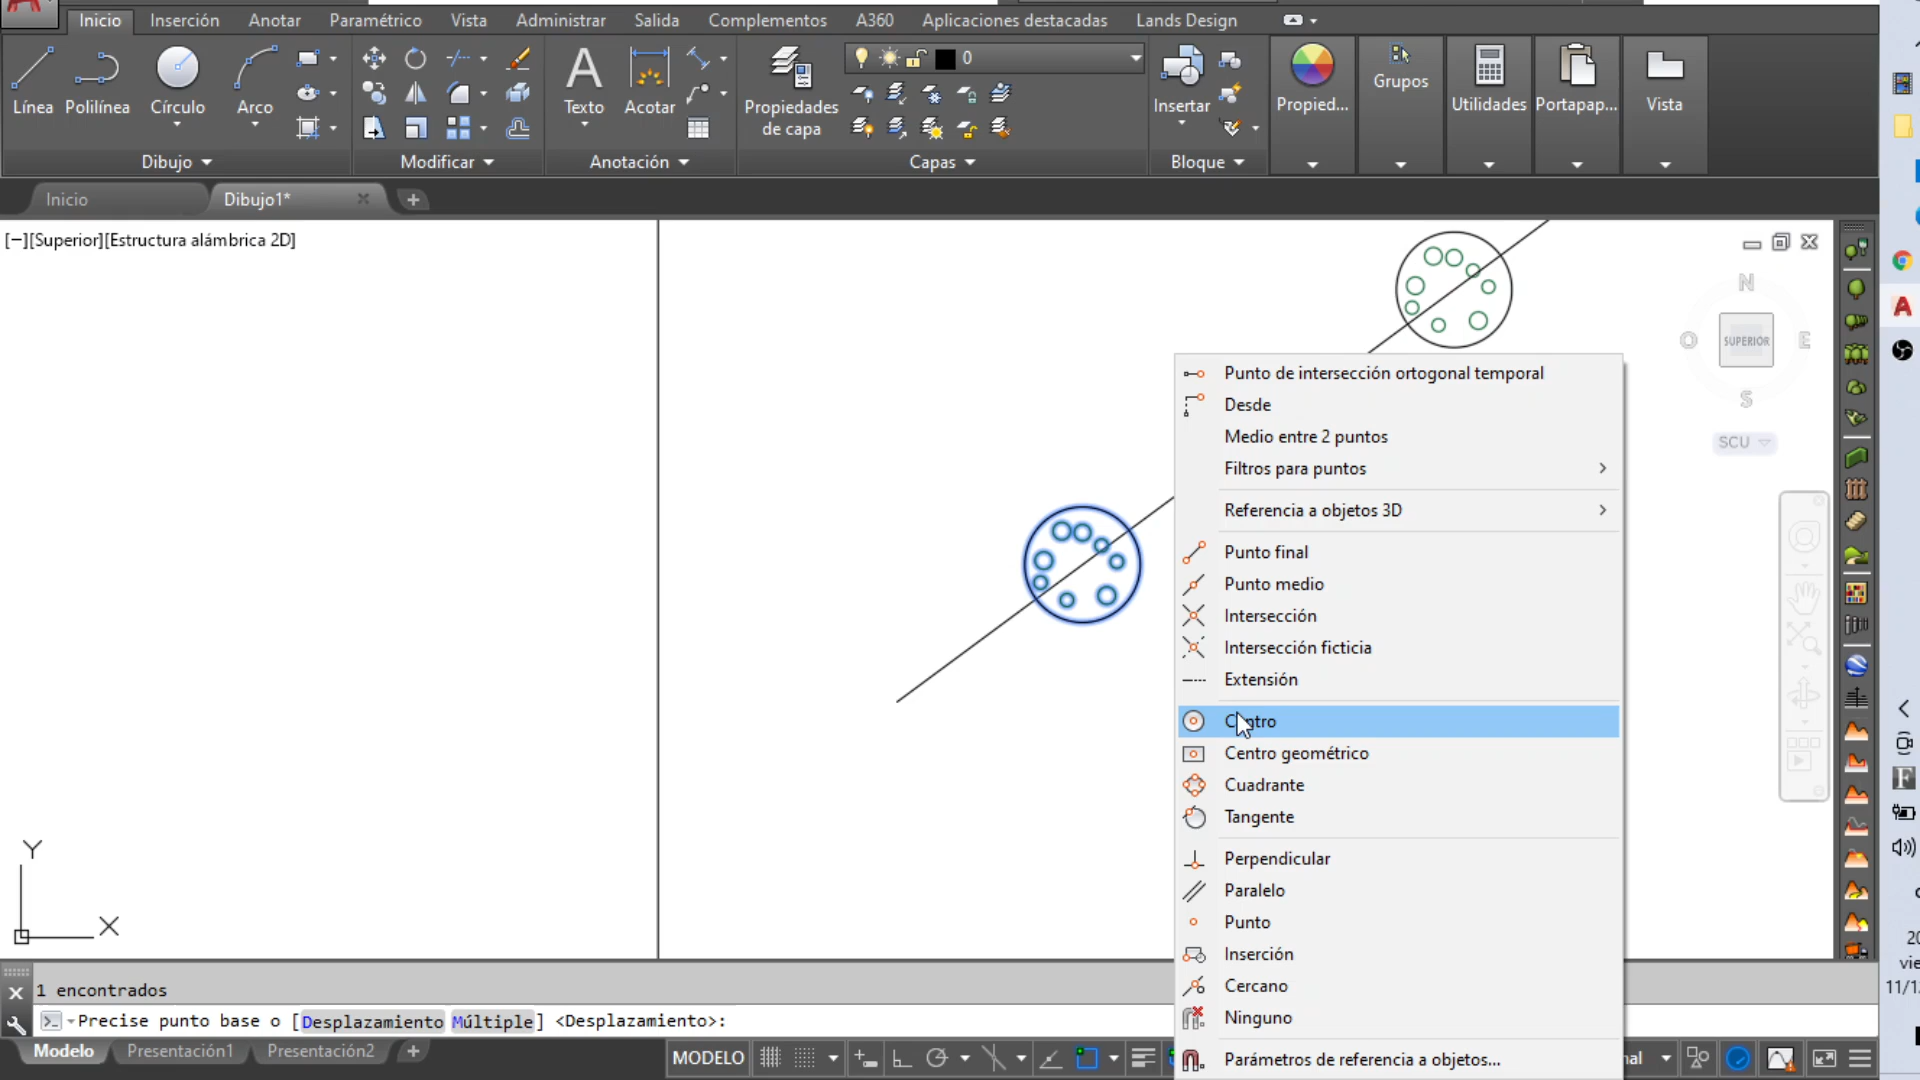 Inicio Inserción Anotar Paramétrico Vista Administrar Salida Complementos A360 Aplicaciones destacadas Lands Design
0
Línea Polilínea Círculo Arco Texto Acotar Propiedades de capa Insertar Propied... Grupos Utilidades Portapap... Vista
Dibujo Modificar Anotación Capas Bloque
Inicio Dibujo1*
[−][Superior][Estructura alámbrica 2D]
N
O SUPERIOR E
S
SCU
Punto de intersección ortogonal temporal
Desde
Medio entre 2 puntos
Filtros para puntos
Referencia a objetos 3D
Punto final
Punto medio
Intersección
Intersección ficticia
Extensión
Centro
Centro geométrico
Cuadrante
Tangente
Perpendicular
Paralelo
Punto
Inserción
Cercano
Ninguno
Parámetros de referencia a objetos...
Y
X
1 encontrados
Precise punto base o [Desplazamiento Múltiple] <Desplazamiento>:
Modelo Presentación1 Presentación2
MODELO